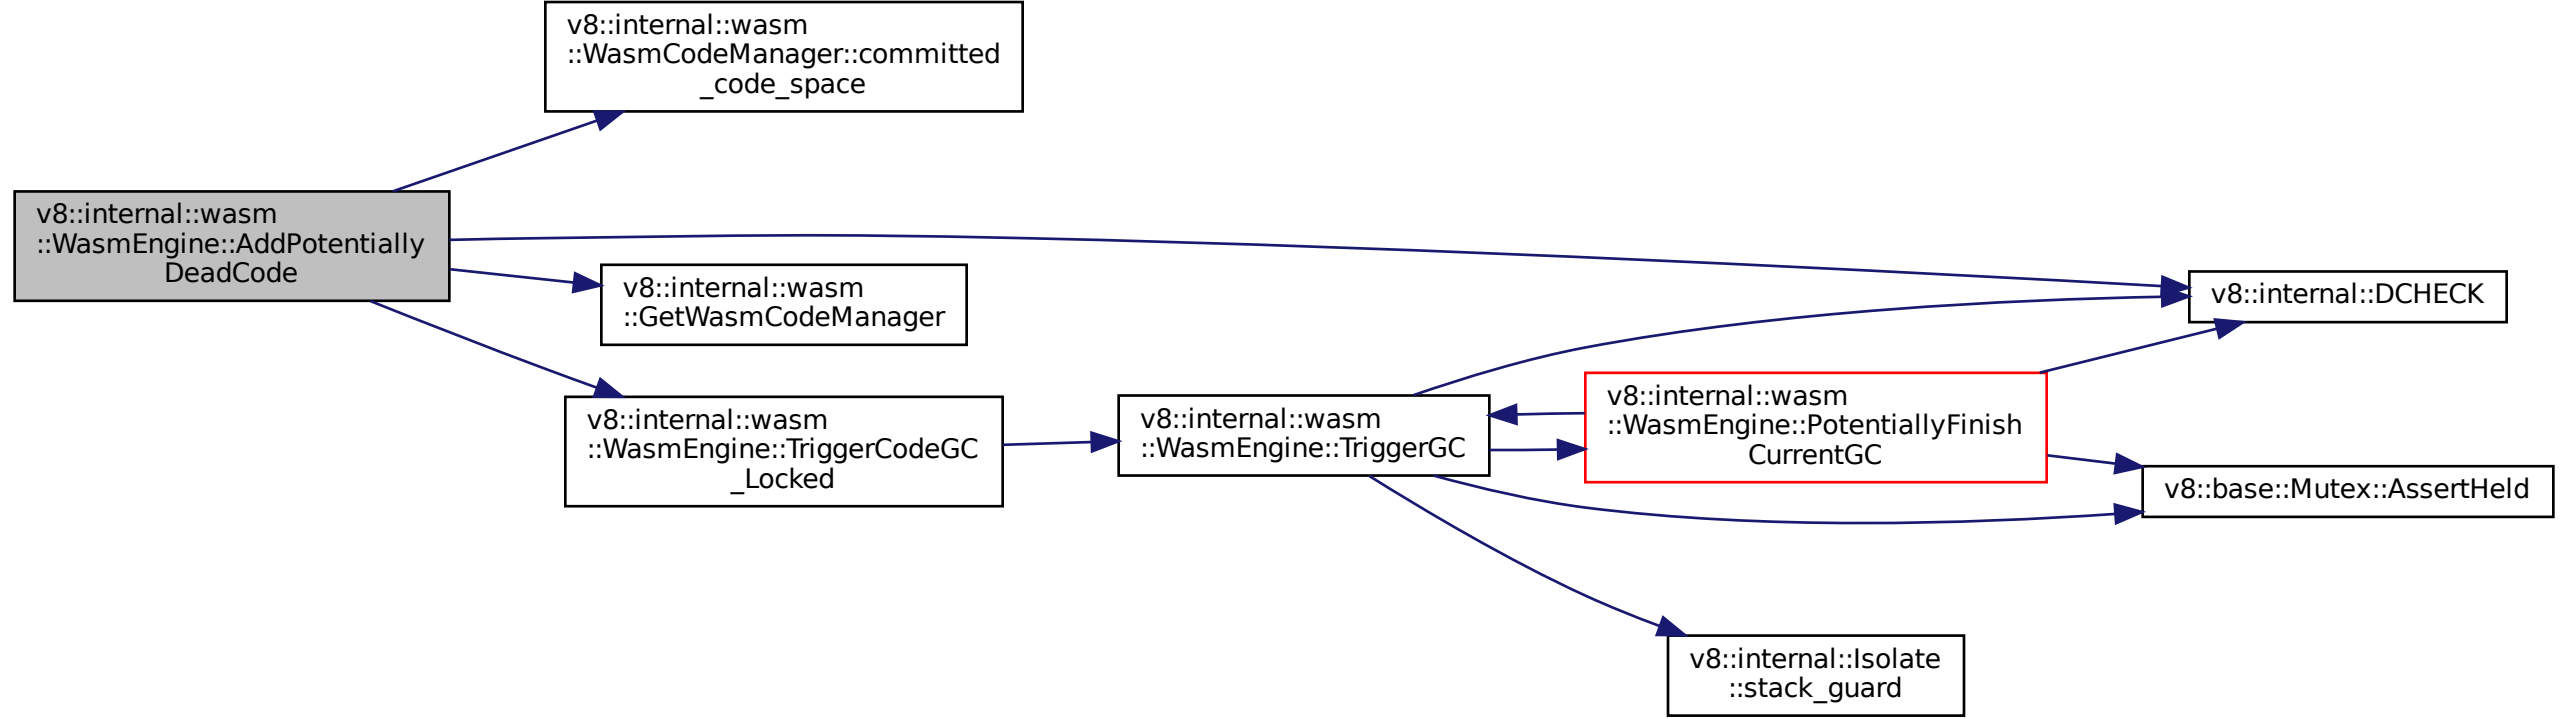 v8::internal::wasm
::WasmCodeManager::committed
_code_space
v8::internal::wasm
::WasmEngine::AddPotentially
DeadCode
v8::internal::wasm
::GetWasmCodeManager
v8::internal::DCHECK
v8::internal::wasm
::WasmEngine::TriggerCodeGC
_Locked
v8::internal::wasm
::WasmEngine::TriggerGC
v8::internal::wasm
::WasmEngine::PotentiallyFinish
CurrentGC
v8::base::Mutex::AssertHeld
v8::internal::Isolate
::stack_guard